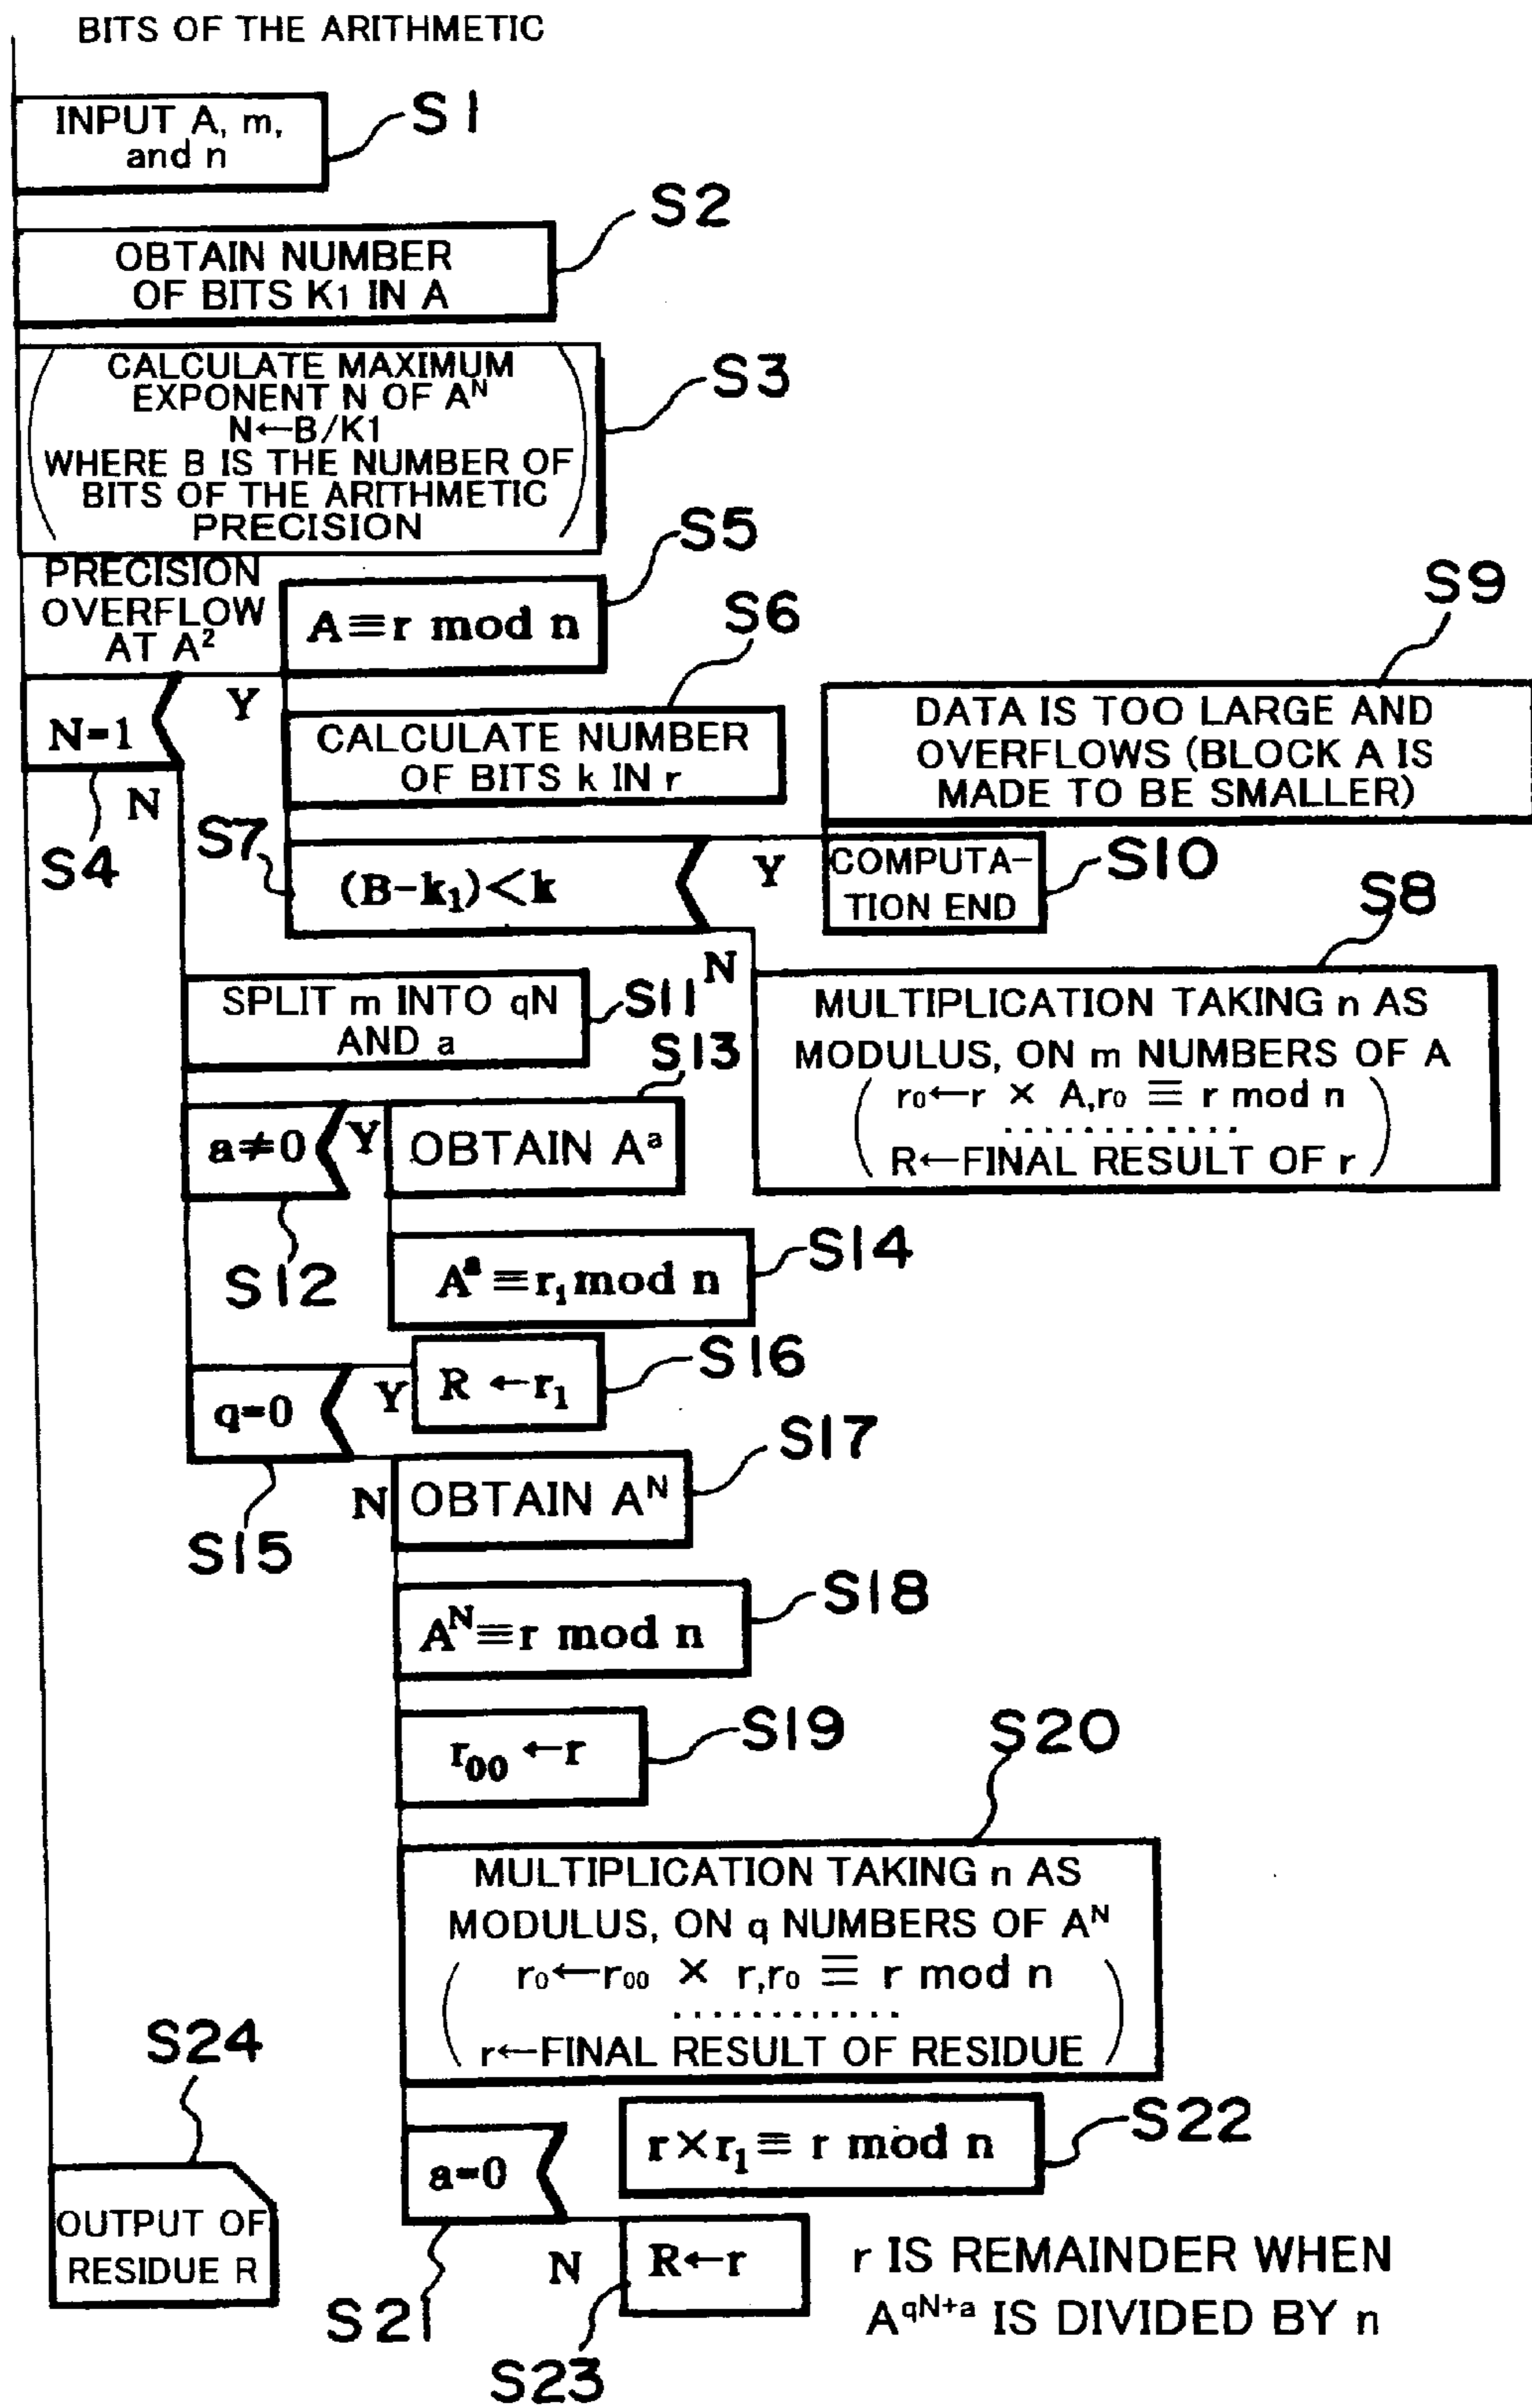 BITS OF THE ARITHMETIC
INPUT A, m,
and n
S1
S2
OBTAIN NUMBER
OF BITS K1 IN A
S3
CALCULATE MAXIMUM
EXPONENT N OF A^N
N←B/K1
WHERE B IS THE NUMBER OF
BITS OF THE ARITHMETIC
PRECISION
PRECISION
OVERFLOW
AT A²
S5
A≡r mod n
S6
S9
N=1
Y
N
S4
CALCULATE NUMBER
OF BITS k IN r
DATA IS TOO LARGE AND
OVERFLOWS (BLOCK A IS
MADE TO BE SMALLER)
S7
(B-k₁)<k
Y
N
COMPUTA-
TION END
S10
S8
SPLIT m INTO qN
AND a
S11
S13
MULTIPLICATION TAKING n AS
MODULUS, ON m NUMBERS OF A
(r₀←r × A,r₀ ≡ r mod n
............
R←FINAL RESULT OF r)
a≠0
Y
OBTAIN A^a
S12
A^a≡r₁mod n
S14
q=0
Y
R←r₁
S16
S17
N
OBTAIN A^N
S15
A^N≡r mod n
S18
r₀₀←r
S19
S20
MULTIPLICATION TAKING n AS
MODULUS, ON q NUMBERS OF A^N
(r₀←r₀₀ × r,r₀ ≡ r mod n
............
r←FINAL RESULT OF RESIDUE)
S24
OUTPUT OF
RESIDUE R
a=0
r×r₁≡ r mod n
S22
N
R←r
S21
S23
r IS REMAINDER WHEN
A^qN+a IS DIVIDED BY n